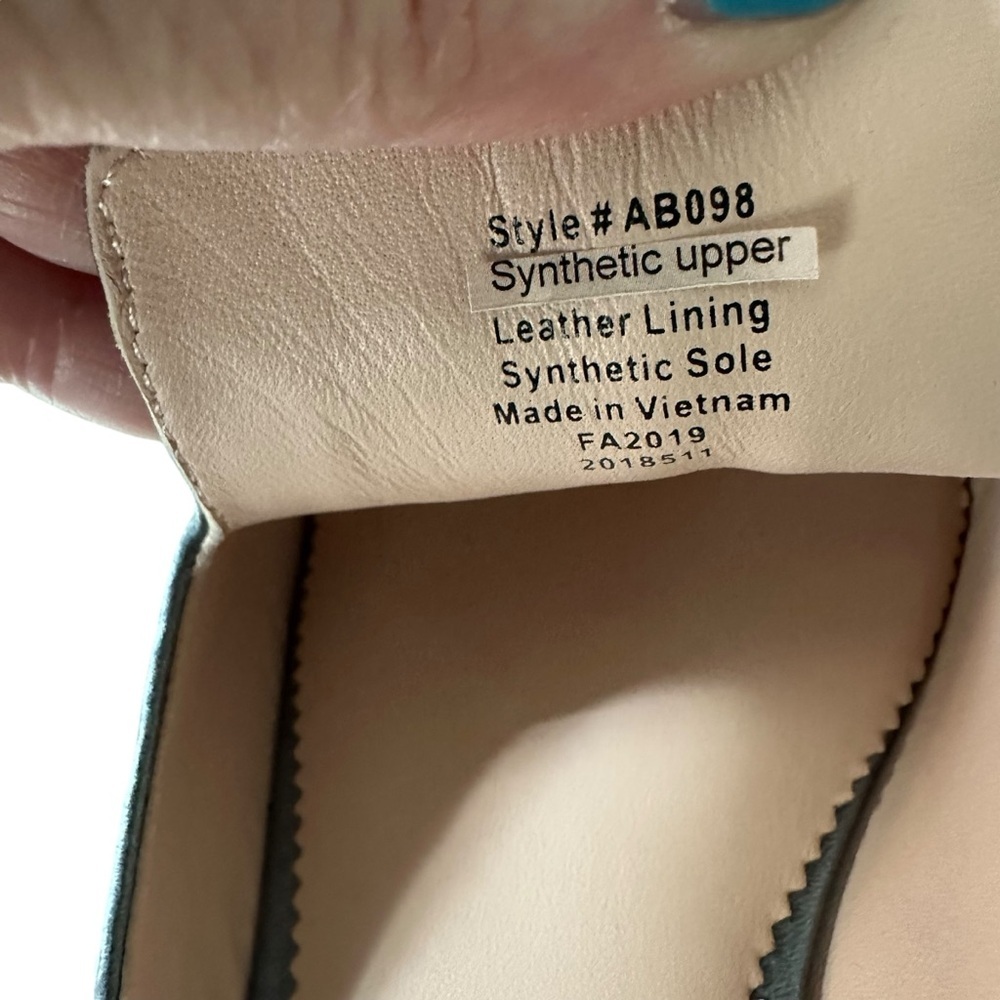 Style # AB098
Synthetic upper
Leather Lining
Synthetic Sole
Made in Vietnam
FA2019
2018511